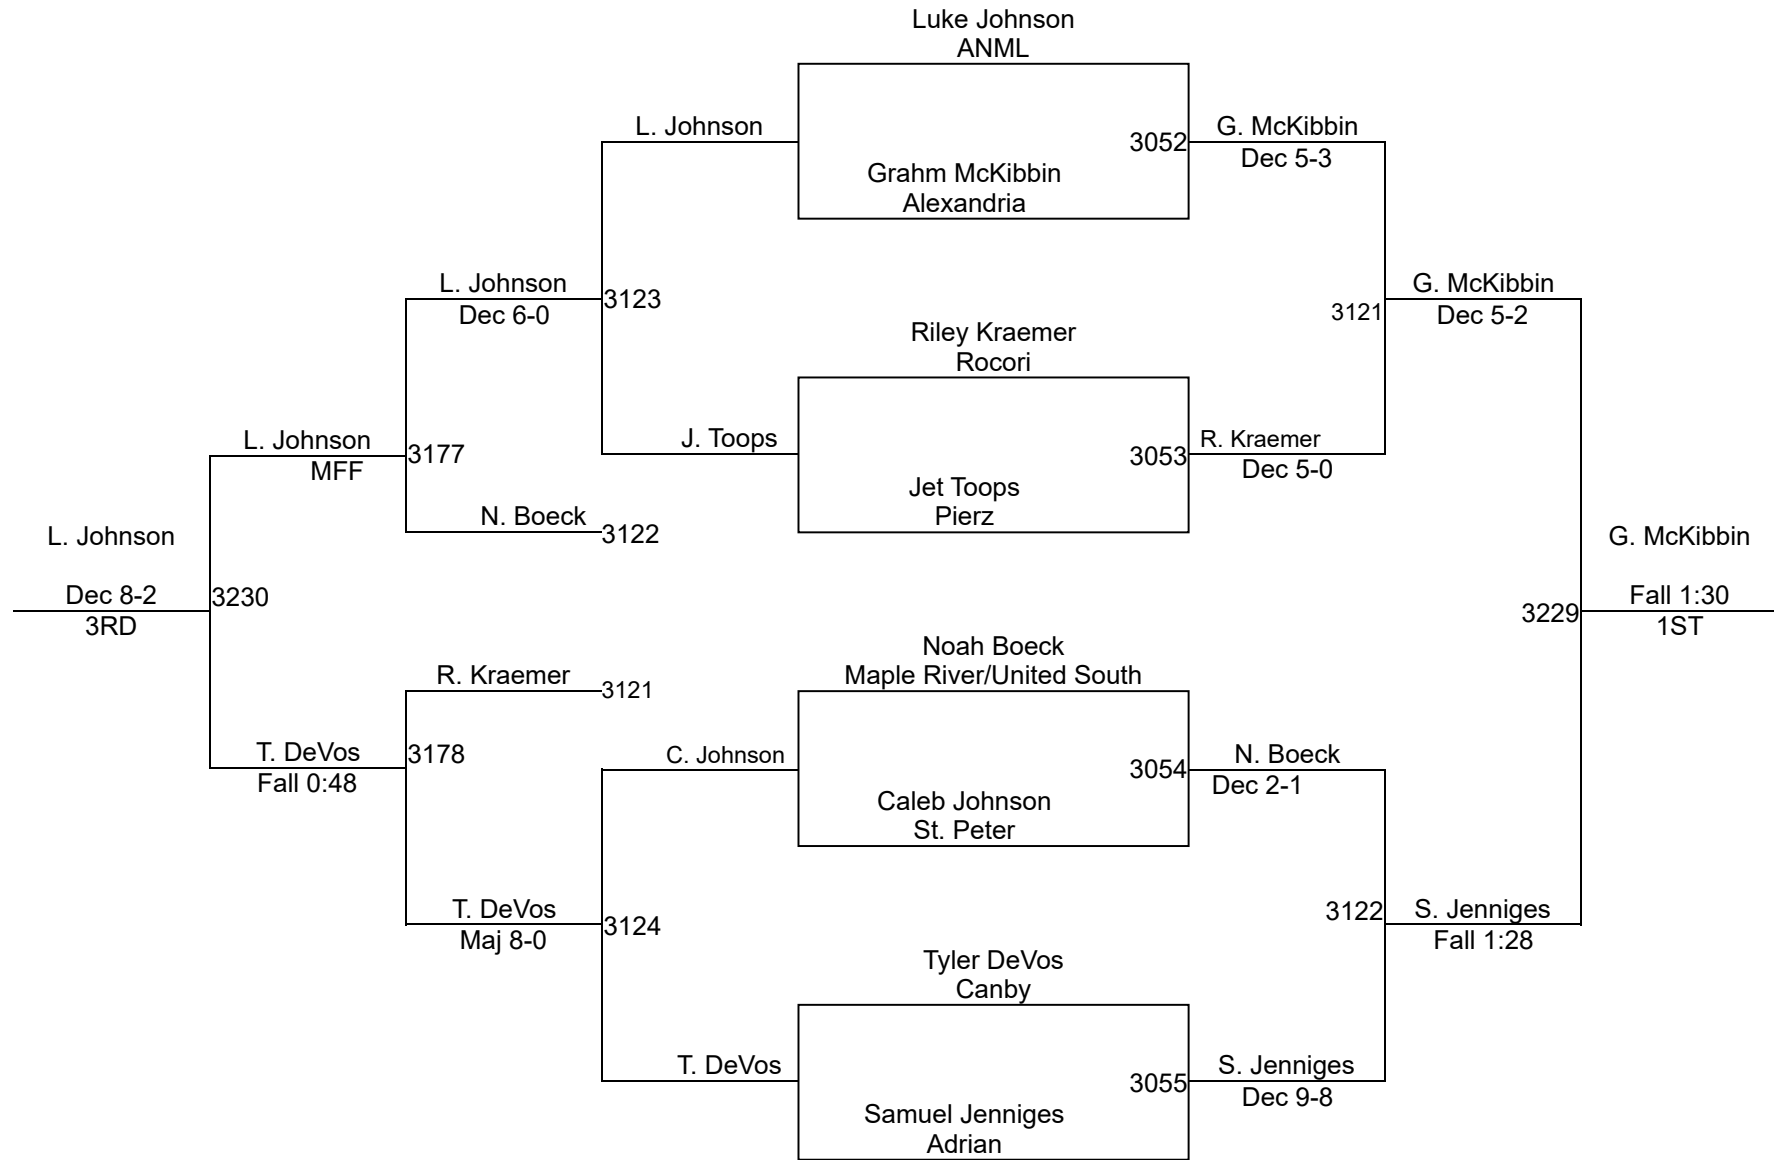 Luke Johnson
ANML
L. Johnson
3052
G. McKibbin
Dec 5-3
Grahm McKibbin
Alexandria
L. Johnson
Dec 6-0
3123
3121
G. McKibbin
Dec 5-2
Riley Kraemer
Rocori
L. Johnson
MFF
3177
J. Toops
3053
R. Kraemer
Dec 5-0
Jet Toops
Pierz
N. Boeck
3122
L. Johnson
Dec 8-2
3RD
3230
G. McKibbin
3229
Fall 1:30
1ST
Noah Boeck
Maple River/United South
R. Kraemer
3121
T. DeVos
Fall 0:48
3178
C. Johnson
3054
N. Boeck
Dec 2-1
Caleb Johnson
St. Peter
T. DeVos
Maj 8-0
3124
3122
S. Jenniges
Fall 1:28
Tyler DeVos
Canby
T. DeVos
3055
S. Jenniges
Dec 9-8
Samuel Jenniges
Adrian